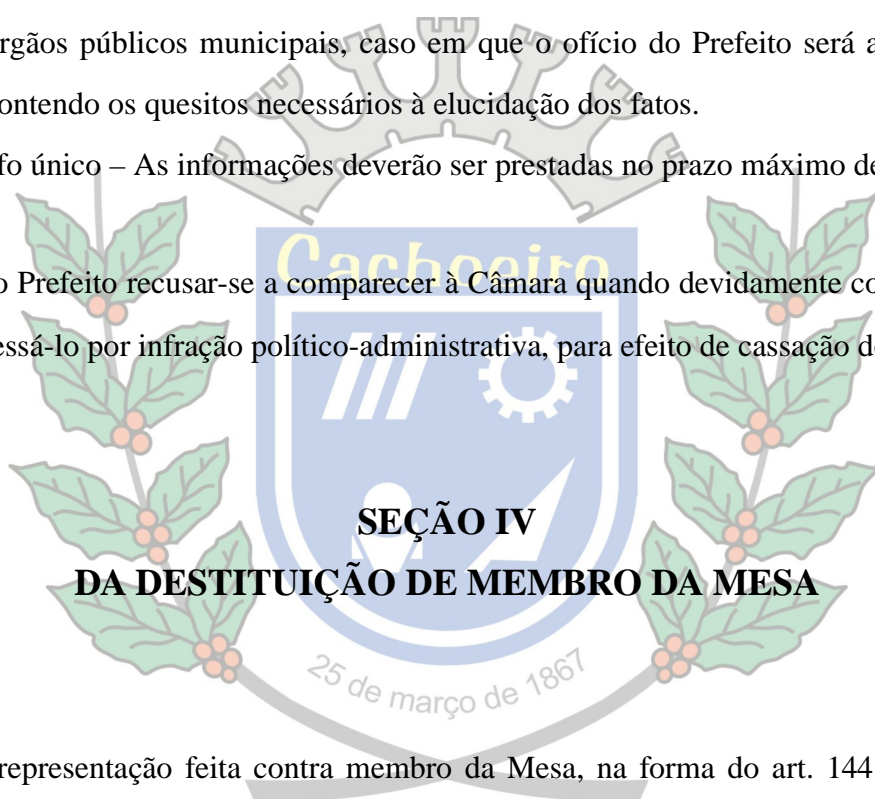 rgãos públicos municipais, caso em que o ofício do Prefeito será a
ontendo os quesitos necessários à elucidação dos fatos.
fo único – As informações deverão ser prestadas no prazo máximo de
Cachoeiro
o Prefeito recusar-se a comparecer à Câmara quando devidamente co
essá-lo por infração político-administrativa, para efeito de cassação d
SEÇÃO IV
DA DESTITUIÇÃO DE MEMBRO DA MESA
25 de março de 1867
representação feita contra membro da Mesa, na forma do art. 144